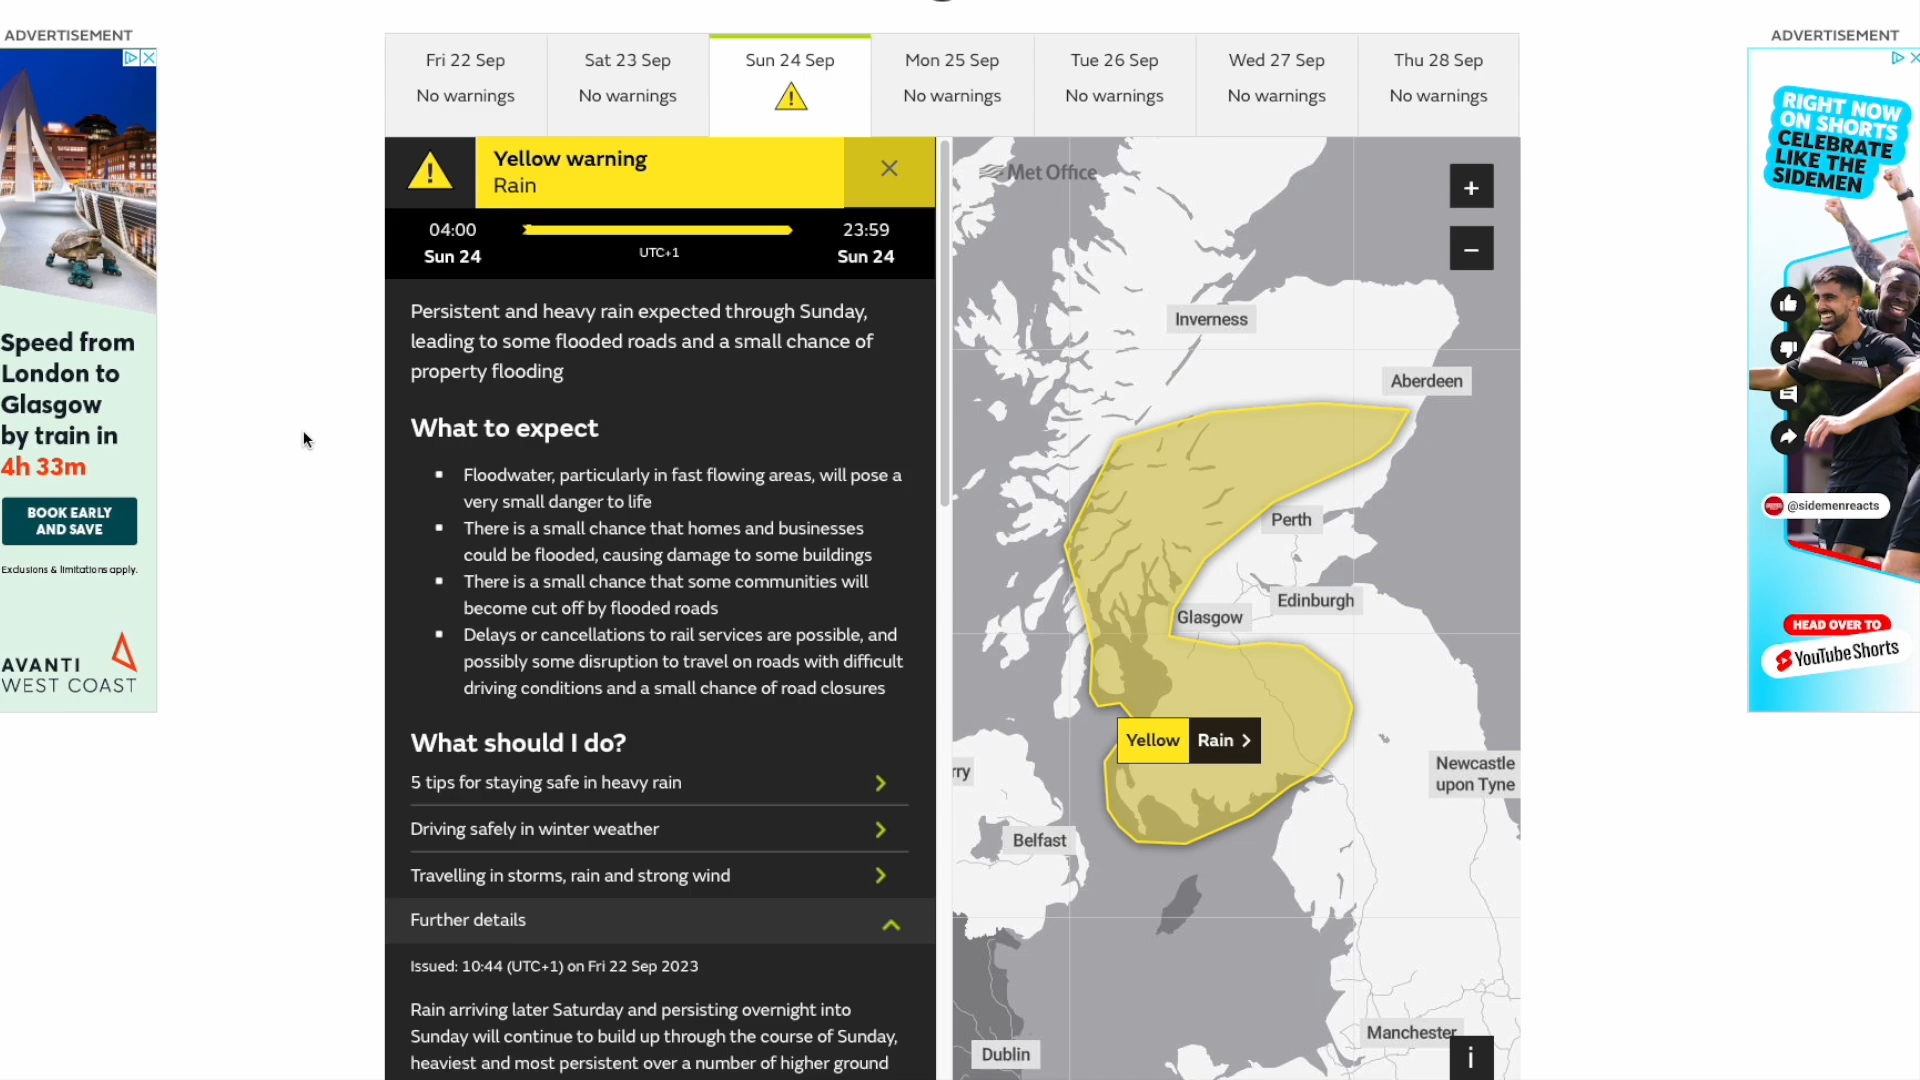 ADVERTISEMENT
Speed from
London to
Glasgow
by train in
4h 33m
BOOK EARLY
AND SAVE
Exclusions & limitations apply.
AVANTI
WEST COAST
Fri 22 Sep
No warnings
Sat 23 Sep
No warnings
Sun 24 Sep
Mon 25 Sep
No warnings
Tue 26 Sep
No warnings
Wed 27 Sep
No warnings
Thu 28 Sep
No warnings
Yellow warning
Rain
04:00
Sun 24
UTC+1
23:59
Sun 24
Persistent and heavy rain expected through Sunday,
leading to some flooded roads and a small chance of
property flooding
What to expect
Floodwater, particularly in fast flowing areas, will pose a
very small danger to life
There is a small chance that homes and businesses
could be flooded, causing damage to some buildings
There is a small chance that some communities will
become cut off by flooded roads
Delays or cancellations to rail services are possible, and
possibly some disruption to travel on roads with difficult
driving conditions and a small chance of road closures
What should I do?
5 tips for staying safe in heavy rain
Driving safely in winter weather
Travelling in storms, rain and strong wind
Further details
Issued: 10:44 (UTC+1) on Fri 22 Sep 2023
Rain arriving later Saturday and persisting overnight into
Sunday will continue to build up through the course of Sunday,
heaviest and most persistent over a number of higher ground
Met Office
+
−
Inverness
Aberdeen
Perth
Edinburgh
Glasgow
Yellow Rain
rry
Newcastle
upon Tyne
Belfast
Manchester
Dublin
i
ADVERTISEMENT
RIGHT NOW
ON SHORTS
CELEBRATE
LIKE THE
SIDEMEN
@sidemenreacts
HEAD OVER TO
YouTube Shorts